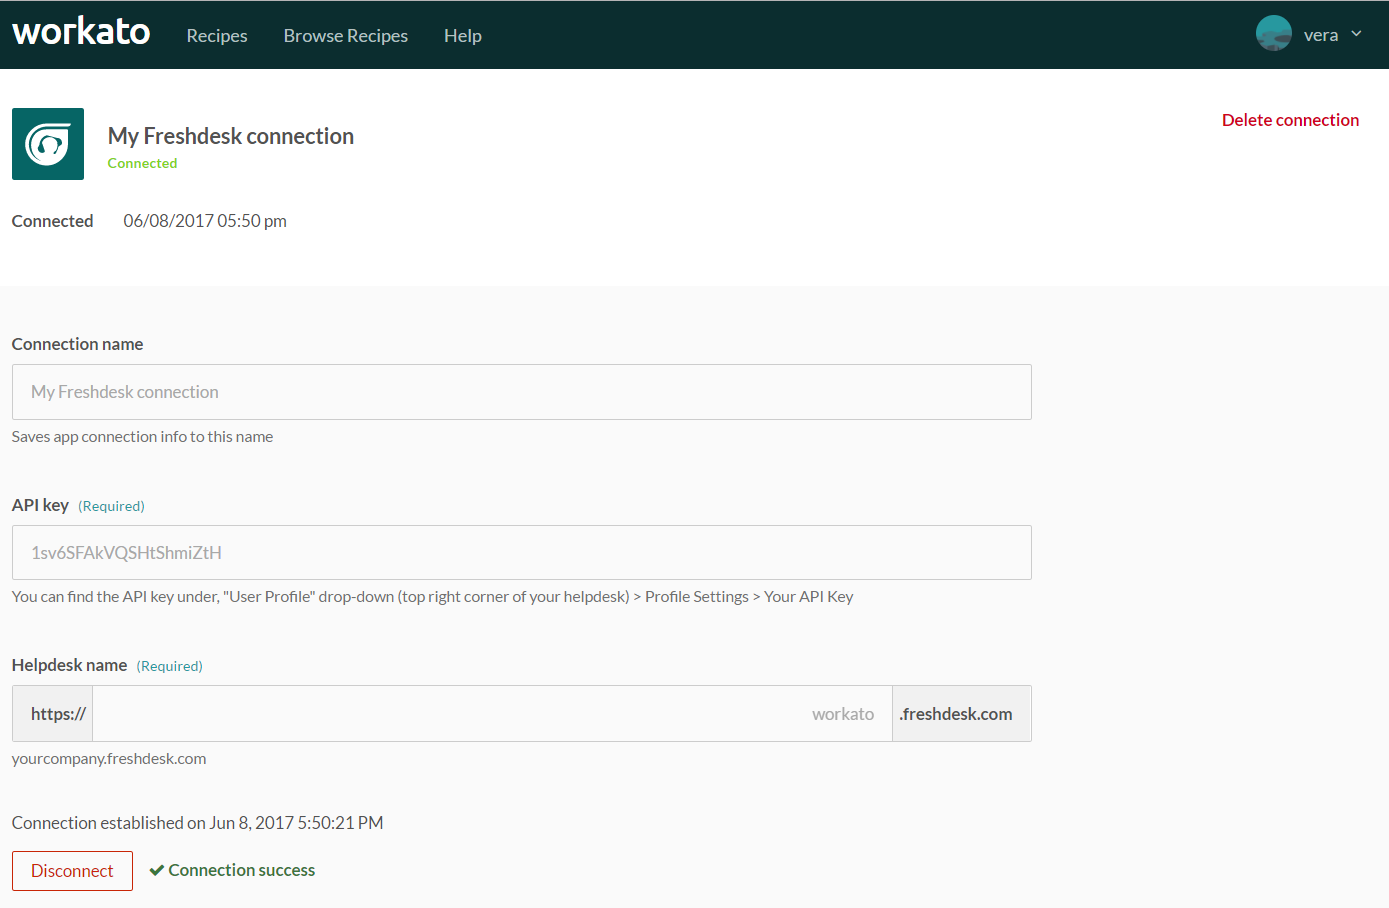 workato Recipes Browse Recipes Help vera
My Freshdesk connection Delete connection
Connected
Connected 06/08/2017 05:50 pm
Connection name
My Freshdesk connection
Saves app connection info to this name
API key (Required)
1sv6SFAkVQSHtShmiZtH
You can find the API key under, "User Profile" drop-down (top right corner of your helpdesk) > Profile Settings > Your API Key
Helpdesk name (Required)
https:// workato .freshdesk.com
yourcompany.freshdesk.com
Connection established on Jun 8, 2017 5:50:21 PM
Disconnect Connection success